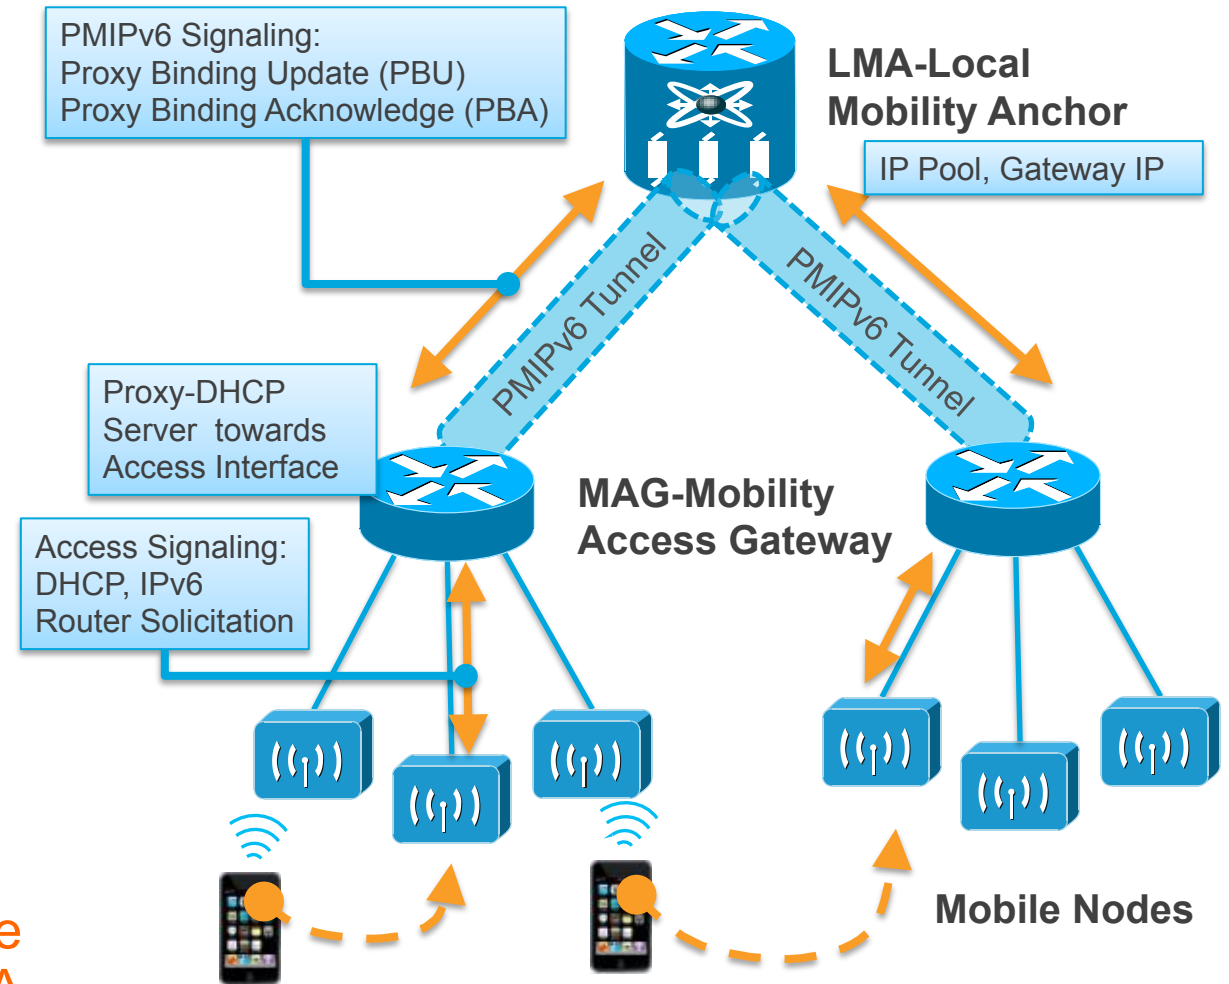 PMIPv6 Signaling:
Proxy Binding Update (PBU)
Proxy Binding Acknowledge (PBA)
LMA-Local
Mobility Anchor
IP Pool, Gateway IP
PMIPv6 Tunnel
PMIPv6 Tunnel
Proxy-DHCP
Server towards
Access Interface
MAG-Mobility
Access Gateway
Access Signaling:
DHCP, IPv6
Router Solicitation
Mobile Nodes
e